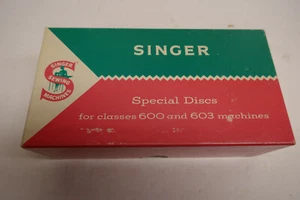 SINGER
SINGER
SEWING
MACHINES
Special Discs
for classes 600 and 603 machines